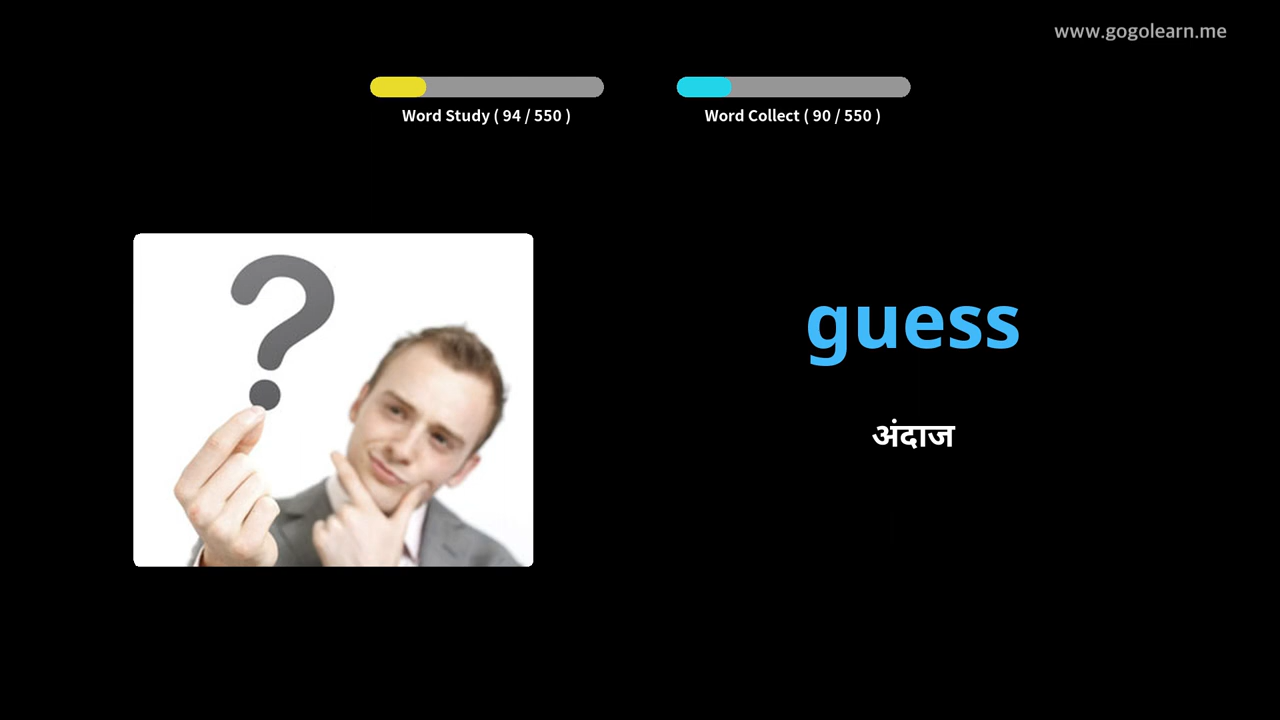 www.gogolearn.me
Word Study ( 94 / 550 )
Word Collect ( 90 / 550 )
?
guess
अंदाज